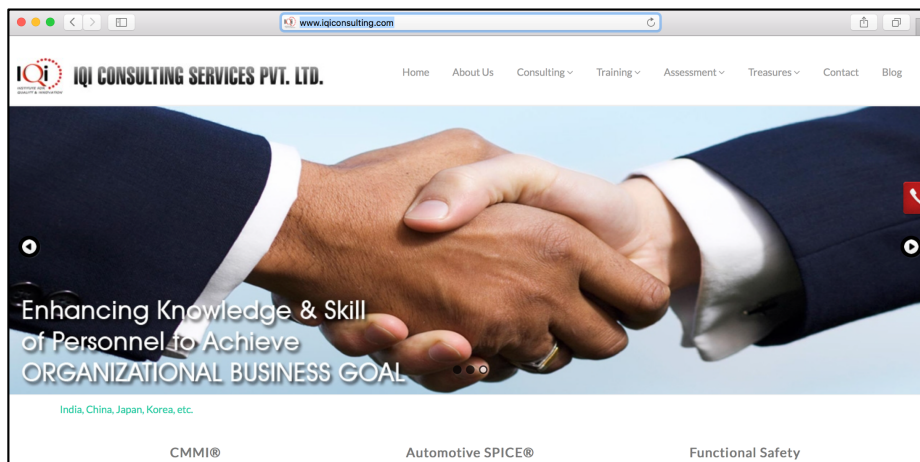 www.iqiconsulting.com
IQi
INSTITUTE FOR
QUALITY & INNOVATION
IQI CONSULTING SERVICES PVT. LTD.
Home About Us Consulting Training Assessment Treasures Contact Blog
Enhancing Knowledge & Skill
of Personnel to Achieve
ORGANIZATIONAL BUSINESS GOAL
India, China, Japan, Korea, etc.
CMMI® Automotive SPICE® Functional Safety